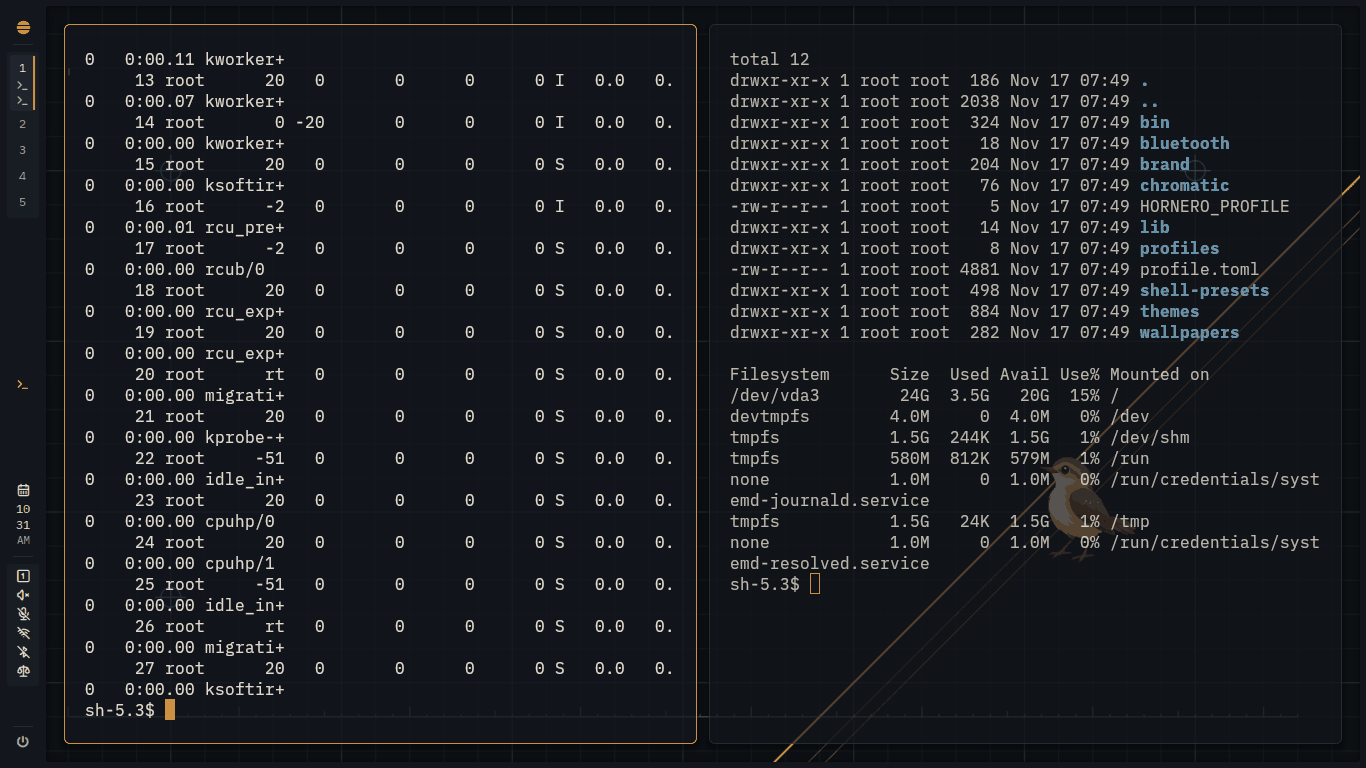 1
2
3
4
5
10
31
AM
1
0   0:00.11 kworker+
     13 root      20   0       0       0      0 I   0.0   0.
0   0:00.07 kworker+
     14 root       0 -20       0       0      0 I   0.0   0.
0   0:00.00 kworker+
     15 root      20   0       0       0      0 S   0.0   0.
0   0:00.00 ksoftir+
     16 root      -2   0       0       0      0 I   0.0   0.
0   0:00.01 rcu_pre+
     17 root      -2   0       0       0      0 S   0.0   0.
0   0:00.00 rcub/0
     18 root      20   0       0       0      0 S   0.0   0.
0   0:00.00 rcu_exp+
     19 root      20   0       0       0      0 S   0.0   0.
0   0:00.00 rcu_exp+
     20 root      rt   0       0       0      0 S   0.0   0.
0   0:00.00 migrati+
     21 root      20   0       0       0      0 S   0.0   0.
0   0:00.00 kprobe-+
     22 root     -51   0       0       0      0 S   0.0   0.
0   0:00.00 idle_in+
     23 root      20   0       0       0      0 S   0.0   0.
0   0:00.00 cpuhp/0
     24 root      20   0       0       0      0 S   0.0   0.
0   0:00.00 cpuhp/1
     25 root     -51   0       0       0      0 S   0.0   0.
0   0:00.00 idle_in+
     26 root      rt   0       0       0      0 S   0.0   0.
0   0:00.00 migrati+
     27 root      20   0       0       0      0 S   0.0   0.
0   0:00.00 ksoftir+
sh-5.3$
total 12
drwxr-xr-x 1 root root  186 Nov 17 07:49 .
drwxr-xr-x 1 root root 2038 Nov 17 07:49 ..
drwxr-xr-x 1 root root  324 Nov 17 07:49 bin
drwxr-xr-x 1 root root   18 Nov 17 07:49 bluetooth
drwxr-xr-x 1 root root  204 Nov 17 07:49 brand
drwxr-xr-x 1 root root   76 Nov 17 07:49 chromatic
-rw-r--r-- 1 root root    5 Nov 17 07:49 HORNERO_PROFILE
drwxr-xr-x 1 root root   14 Nov 17 07:49 lib
drwxr-xr-x 1 root root    8 Nov 17 07:49 profiles
-rw-r--r-- 1 root root 4881 Nov 17 07:49 profile.toml
drwxr-xr-x 1 root root  498 Nov 17 07:49 shell-presets
drwxr-xr-x 1 root root  884 Nov 17 07:49 themes
drwxr-xr-x 1 root root  282 Nov 17 07:49 wallpapers
Filesystem      Size  Used Avail Use% Mounted on
/dev/vda3        24G  3.5G   20G  15% /
devtmpfs        4.0M     0  4.0M   0% /dev
tmpfs           1.5G  244K  1.5G   1% /dev/shm
tmpfs           580M  812K  579M   1% /run
none            1.0M     0  1.0M   0% /run/credentials/syst
emd-journald.service
tmpfs           1.5G   24K  1.5G   1% /tmp
none            1.0M     0  1.0M   0% /run/credentials/syst
emd-resolved.service
sh-5.3$